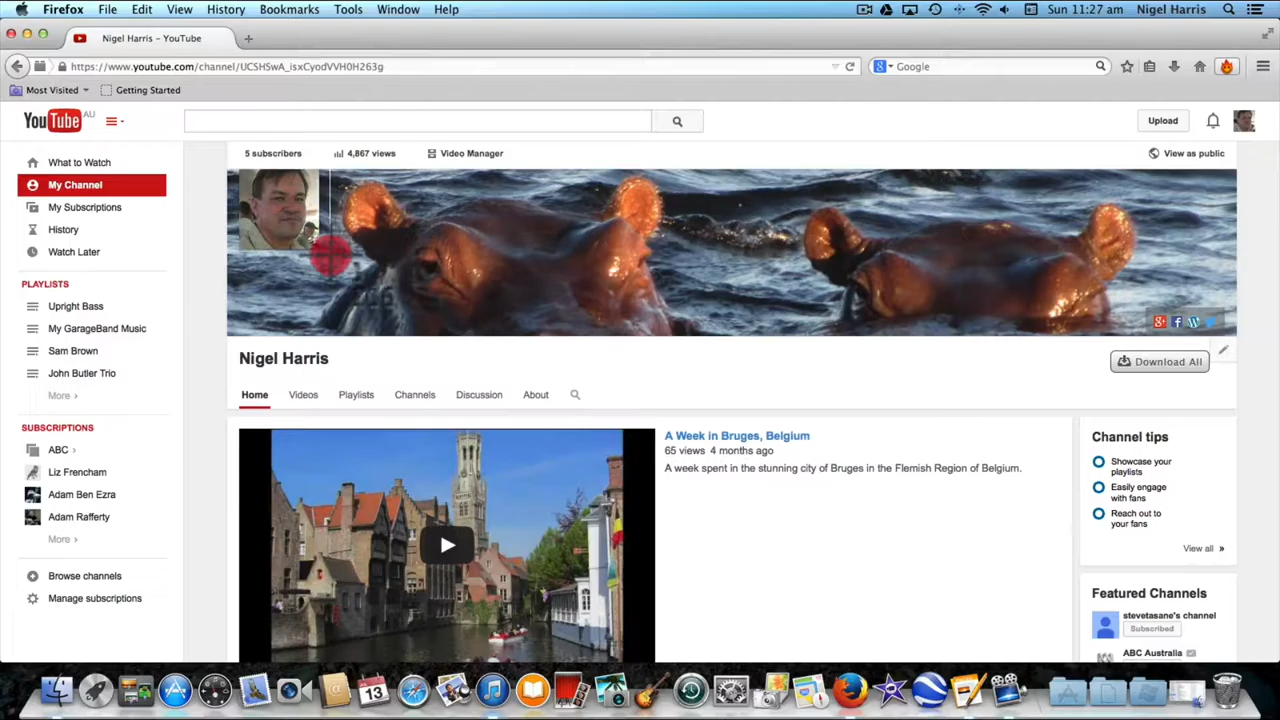 Firefox File Edit View History Bookmarks Tools Window Help Sun 11:27 am Nigel Harris
Nigel Harris - YouTube
https://www.youtube.com/channel/UCSHSwA_isxCyodVVH0H263g Google
Most Visited Getting Started
YouTube AU Upload
What to Watch
My Channel
My Subscriptions
History
Watch Later
PLAYLISTS
Upright Bass
My GarageBand Music
Sam Brown
John Butler Trio
More ›
SUBSCRIPTIONS
ABC ›
Liz Frencham
Adam Ben Ezra
Adam Rafferty
More ›
Browse channels
Manage subscriptions
5 subscribers 4,867 views Video Manager View as public
Nigel Harris Download All
Home Videos Playlists Channels Discussion About
A Week in Bruges, Belgium
65 views 4 months ago
A week spent in the stunning city of Bruges in the Flemish Region of Belgium.
Channel tips
Showcase your
playlists
Easily engage
with fans
Reach out to
your fans
View all »
Featured Channels
stevetasane's channel
Subscribed
ABC Australia
13